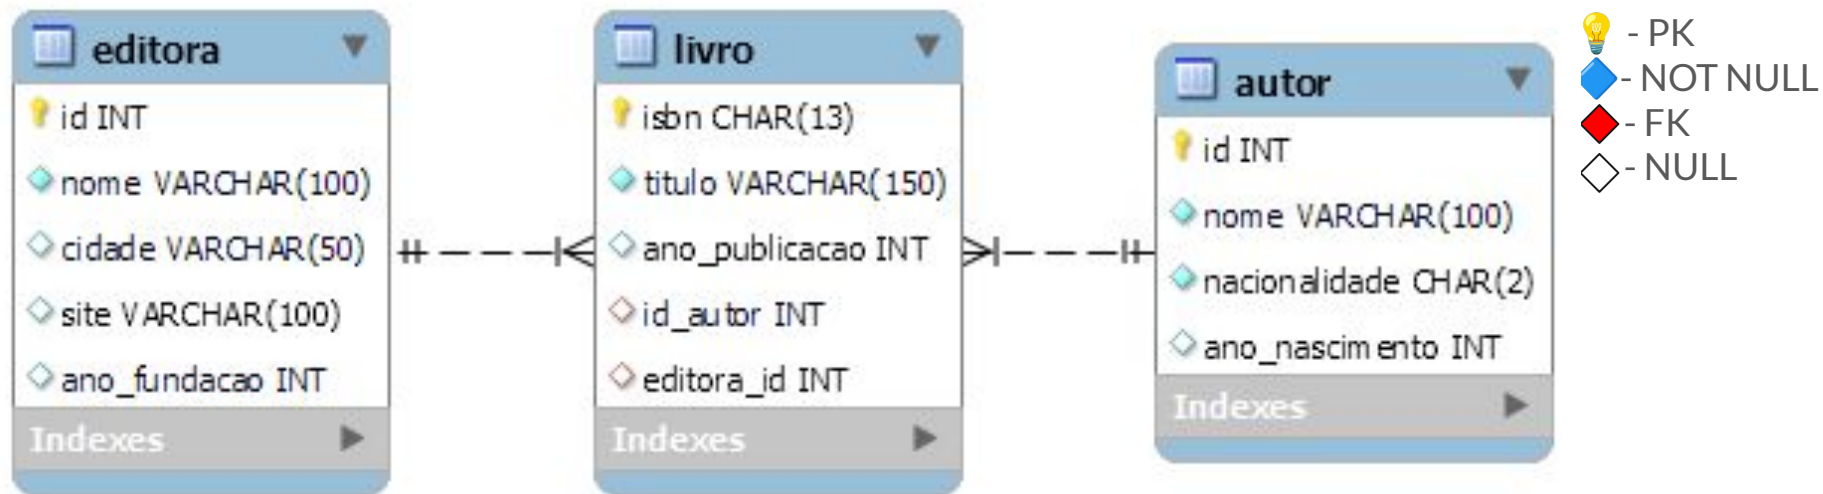 editora
id INT
nome VARCHAR(100)
cidade VARCHAR(50)
site VARCHAR(100)
ano_fundacao INT
Indexes
livro
isbn CHAR(13)
titulo VARCHAR(150)
ano_publicacao INT
id_autor INT
editora_id INT
Indexes
autor
id INT
nome VARCHAR(100)
nacionalidade CHAR(2)
ano_nascimento INT
Indexes
- PK
- NOT NULL
- FK
- NULL